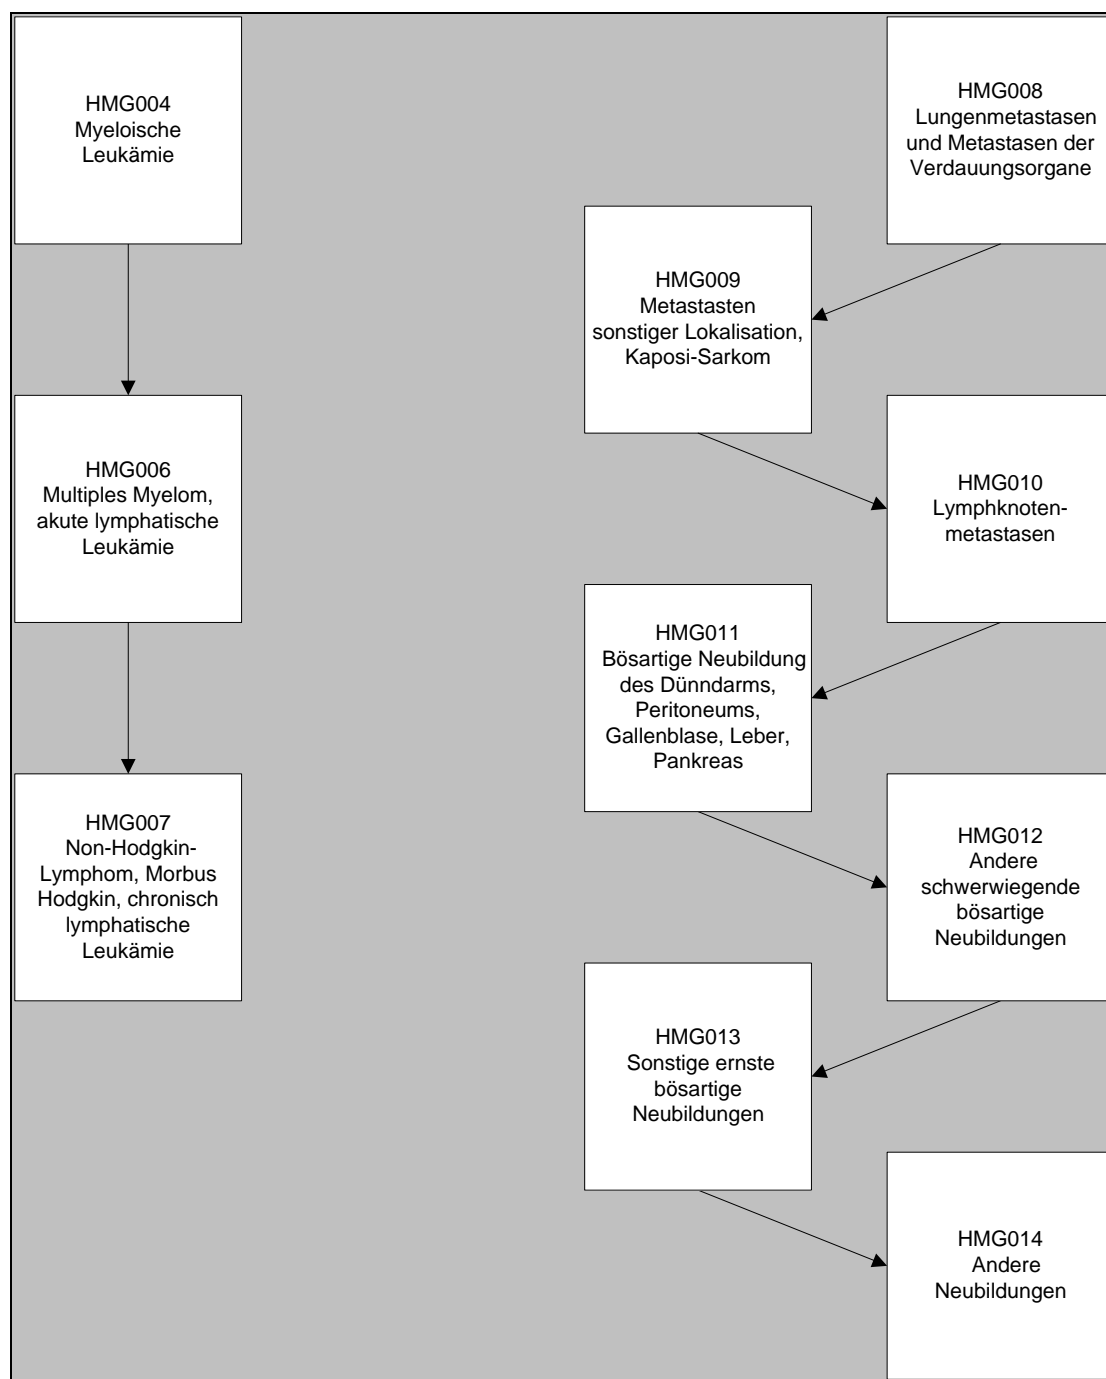 HMG004
Myeloische
Leukämie
HMG006
Multiples Myelom,
akute lymphatische
Leukämie
HMG007
Non-Hodgkin-
Lymphom, Morbus
Hodgkin, chronisch
lymphatische
Leukämie
HMG008
Lungenmetastasen
und Metastasen der
Verdauungsorgane
HMG009
Metastasten
sonstiger Lokalisation,
Kaposi-Sarkom
HMG010
Lymphknoten-
metastasen
HMG011
Bösartige Neubildung
des Dünndarms,
Peritoneums,
Gallenblase, Leber,
Pankreas
HMG012
Andere
schwerwiegende
bösartige
Neubildungen
HMG013
Sonstige ernste
bösartige
Neubildungen
HMG014
Andere
Neubildungen